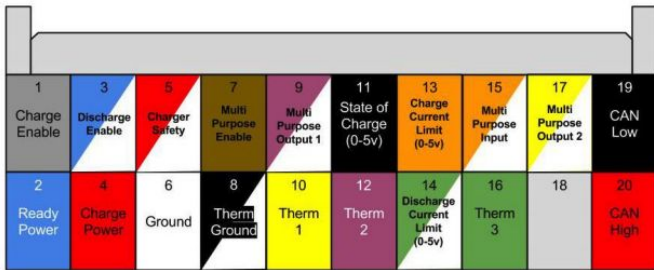 1
Charge
Enable
3
Discharge
Enable
5
Charger
Safety
7
Multi
Purpose
Enable
9
Multi
Purpose
Output 1
11
State of
Charge
(0-5v)
13
Charge
Current
Limit
(0-5v)
15
Multi
Purpose
Input
17
Multi
Purpose
Output 2
19
CAN
Low
2
Ready
Power
4
Charge
Power
6
Ground
8
Therm
Ground
10
Therm
1
12
Therm
2
14
Discharge
Current
Limit
(0-5v)
16
Therm
3
18
20
CAN
High